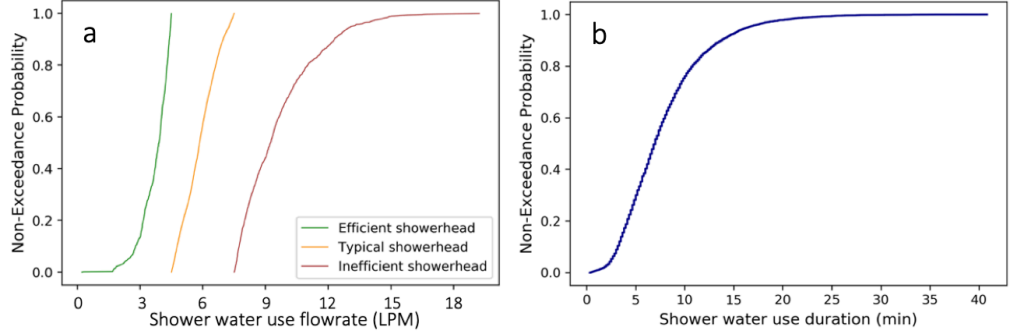 a
Non-Exceedance Probability
1.0
0.8
0.6
0.4
0.2
0.0
Efficient showerhead
Typical showerhead
Inefficient showerhead
0 3 6 9 12 15 18
Shower water use flowrate (LPM)
b
Non-Exceedance Probability
1.0
0.8
0.6
0.4
0.2
0.0
0 5 10 15 20 25 30 35 40
Shower water use duration (min)